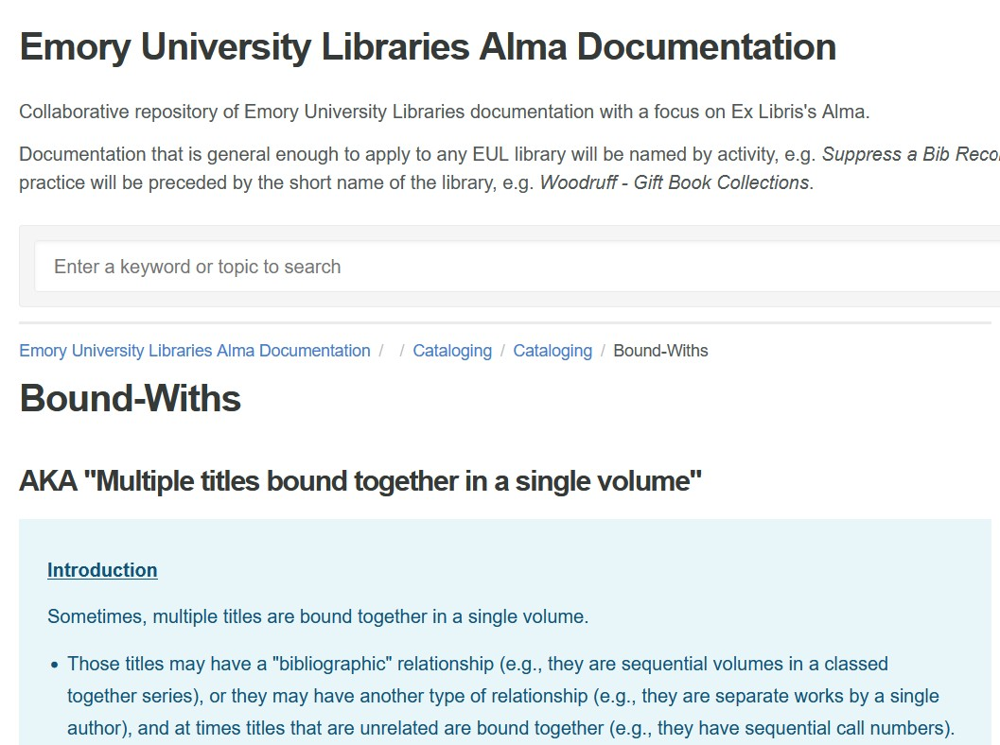 Emory University Libraries Alma Documentation
Collaborative repository of Emory University Libraries documentation with a focus on Ex Libris's Alma.
Documentation that is general enough to apply to any EUL library will be named by activity, e.g. Suppress a Bib Reco
practice will be preceded by the short name of the library, e.g. Woodruff - Gift Book Collections.
Enter a keyword or topic to search
Emory University Libraries Alma Documentation / / Cataloging / Cataloging / Bound-Withs
Bound-Withs
AKA "Multiple titles bound together in a single volume"
Introduction
Sometimes, multiple titles are bound together in a single volume.
• Those titles may have a "bibliographic" relationship (e.g., they are sequential volumes in a classed
together series), or they may have another type of relationship (e.g., they are separate works by a single
author), and at times titles that are unrelated are bound together (e.g., they have sequential call numbers).